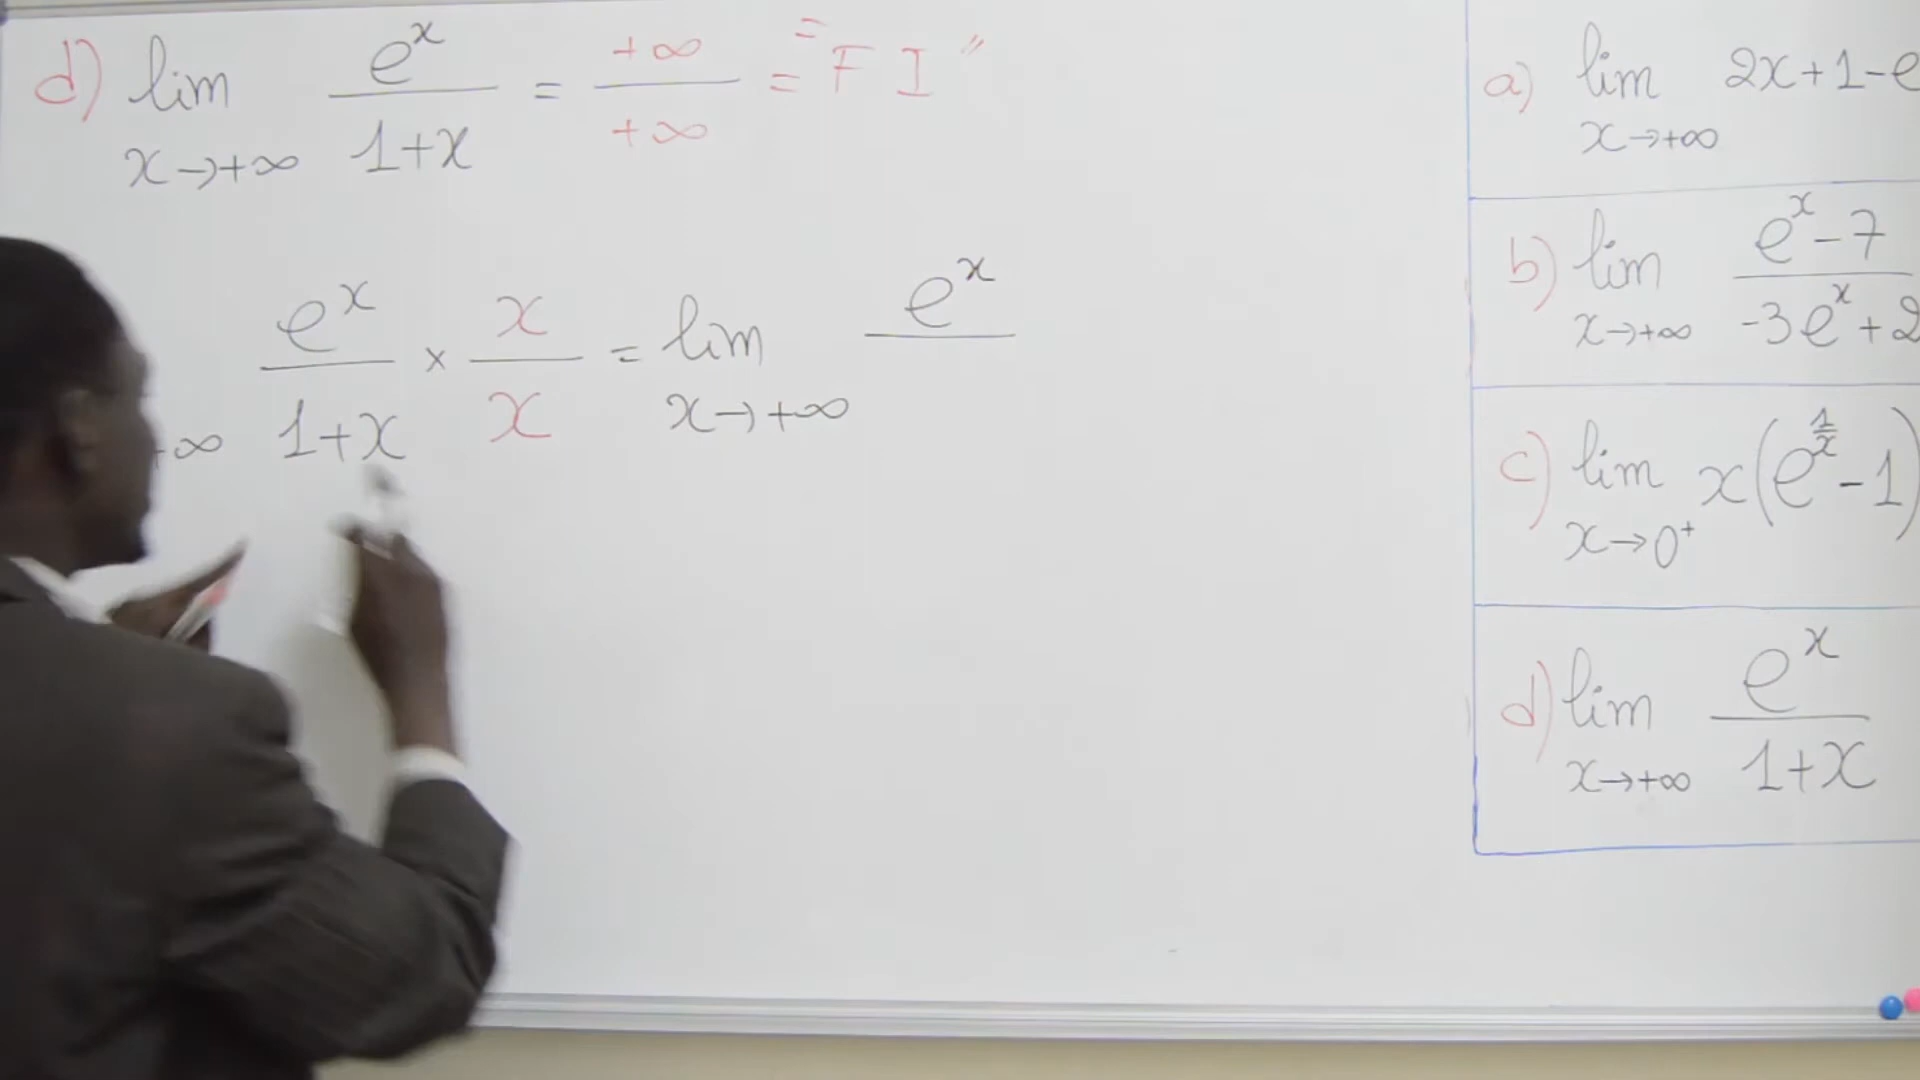 d) lim e^x / 1+x = +∞ / +∞ = "F I"
x→+∞
e^x / 1+x × x / x = lim e^x
+∞ x→+∞
a) lim 2x+1-e
x→+∞
b) lim e^x-7 / -3e^x+2
x→+∞
c) lim x(e^1/x -1)
x→0+
d) lim e^x / 1+x
x→+∞